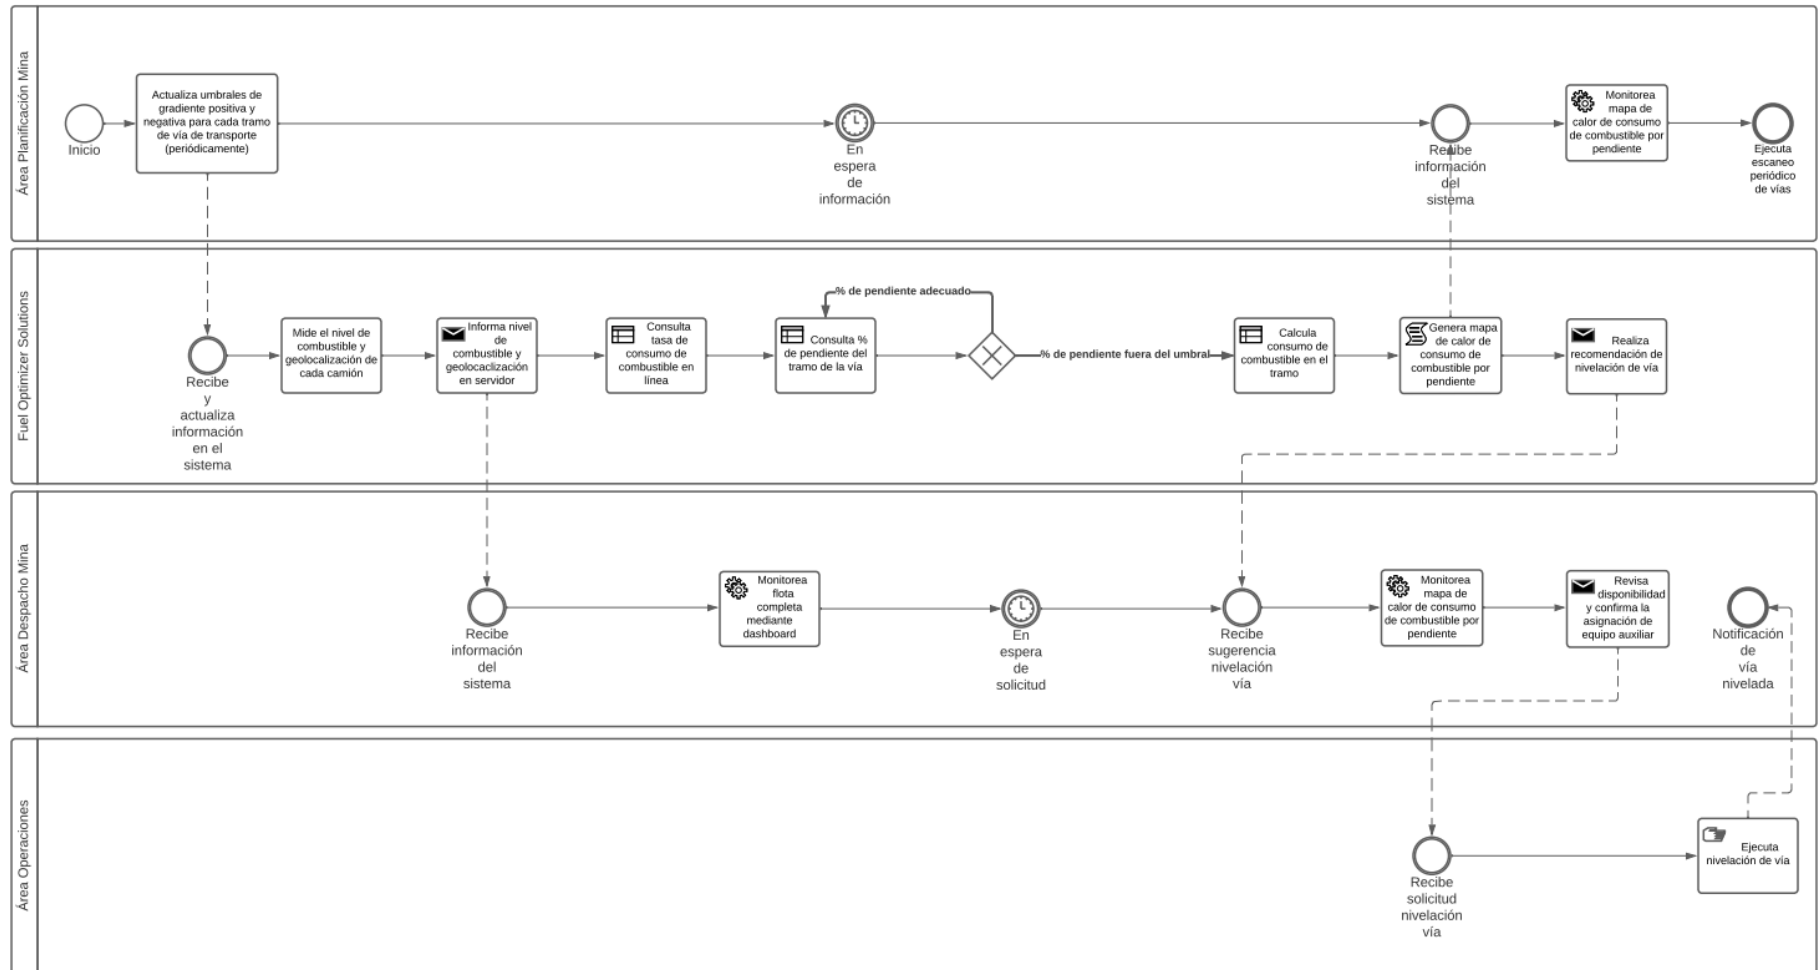 Área Planificación Mina
Inicio
Actualiza umbrales de
gradiente positiva y
negativa para cada tramo
de vía de transporte
(periódicamente)
En
espera
de
información
Recibe
información
del
sistema
Monitorea
mapa de
calor de consumo
de combustible por
pendiente
Ejecuta
escaneo
periódico
de vías
Fuel Optimizer Solutions
Recibe
y
actualiza
información
en el
sistema
Mide el nivel de
combustible y
geolocalización de
cada camión
Informa nivel
de
combustible y
geolocaclización
en servidor
Consulta
tasa de
consumo de
combustible en
línea
Consulta %
de pendiente del
tramo de la vía
% de pendiente adecuado
% de pendiente fuera del umbral
Calcula
consumo de
combustible en el
tramo
Genera mapa
de calor de
consumo de
combustible por
pendiente
Realiza
recomendación de
nivelación de vía
Área Despacho Mina
Recibe
información
del
sistema
Monitorea
flota
completa
mediante
dashboard
En
espera
de
solicitud
Recibe
sugerencia
nivelación
vía
Monitorea
mapa de
calor de consumo
de combustible por
pendiente
Revisa
disponibilidad
y confirma la
asignación de
equipo auxiliar
Notificación
de
vía
nivelada
Área Operaciones
Recibe
solicitud
nivelación
vía
Ejecuta
nivelación de vía